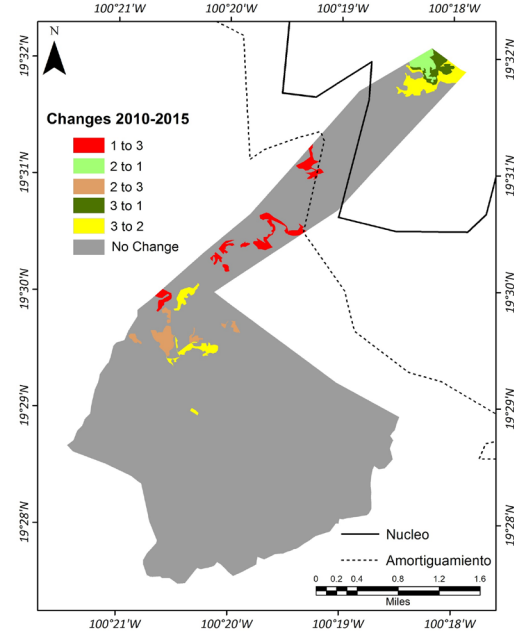 100°21'W 100°20'W 100°19'W 100°18'W
N
19°32'N 19°32'N
Changes 2010-2015
1 to 3
2 to 1
2 to 3
3 to 1
3 to 2
No Change
19°31'N 19°31'N
19°30'N 19°30'N
19°29'N 19°29'N
19°28'N 19°28'N
Nucleo
Amortiguamiento
0 0.2 0.4 0.8 1.2 1.6
Miles
100°21'W 100°20'W 100°19'W 100°18'W